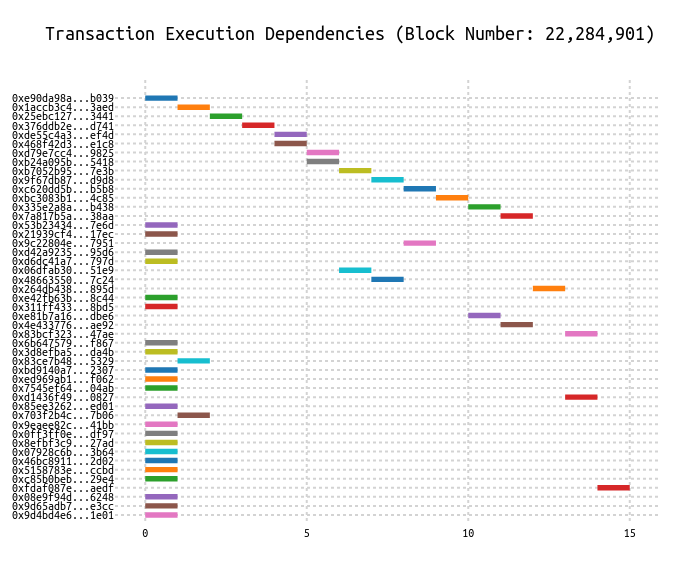 Transaction Execution Dependencies (Block Number: 22,284,901)
0xe90da98a...b039
0x1accb3c4...3aed
0x25ebc127...3441
0x376ddb2e...d741
0xde55c4a3...ef4d
0x468f42d3...e1c8
0xd79e7cc4...9825
0xb24a095b...5418
0xb7052b95...7e3b
0x9f67db87...d9d8
0xc620dd5b...b5b8
0xbc3083b1...4c85
0x335e2a8a...b438
0x7a817b5a...38aa
0x53b23434...7e6d
0x21939cf4...17ec
0x9c22804e...7951
0xd42a9235...95d6
0xd6dc41a7...797d
0x06dfab30...51e9
0x48663550...7c24
0x264db438...895d
0xe42fb63b...8c44
0x311ff433...8bd5
0xe81b7a16...dbe6
0x4e433776...ae92
0x83bcf323...47ae
0x6b647579...f867
0x3d8efba5...da4b
0x83ce7b48...5329
0xbd9140a7...2307
0xed969ab1...f062
0x7545ef64...04ab
0xd1436f49...0827
0x85ee3262...ed01
0x703f2b4c...7b06
0x9eaee82c...41bb
0x0ff3ff0e...df97
0x8efbf3c9...27ad
0x07928c6b...3b64
0x46bc8911...2d02
0x5158783e...ccbd
0xc85b0beb...29e4
0xfdaf087e...aedf
0x08e9f94d...6248
0x9d65adb7...e3cc
0x9d4bd4e6...1e01
0 5 10 15